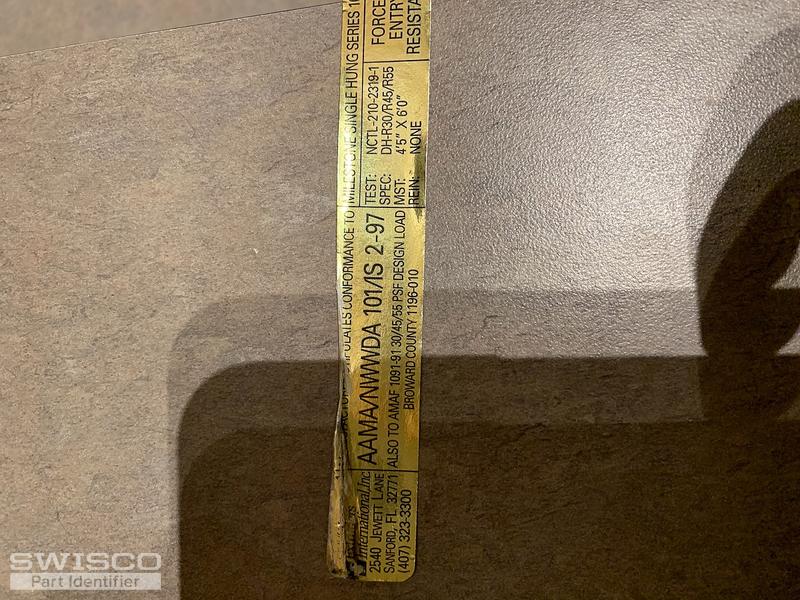 International, Inc.
2540 JEWETT LANE
SANFORD, FL. 32771
(407) 323-3300
STIPULATES CONFORMANCE TO
AAMA/NWWDA 101/IS 2-97
ALSO TO AMAF 1091-91 30/45/55 PSF DESIGN LOAD
BROWARD COUNTY 1196-010
MILESTONE SINGLE HUNG SERIES
TEST: NCTL-210-2319-1
SPEC: DH-R30/R45/R55
MST: 4'5" X 6'0"
REIN: NONE
FORCE
ENTRY
RESISTA
SWISCO
Part Identifier